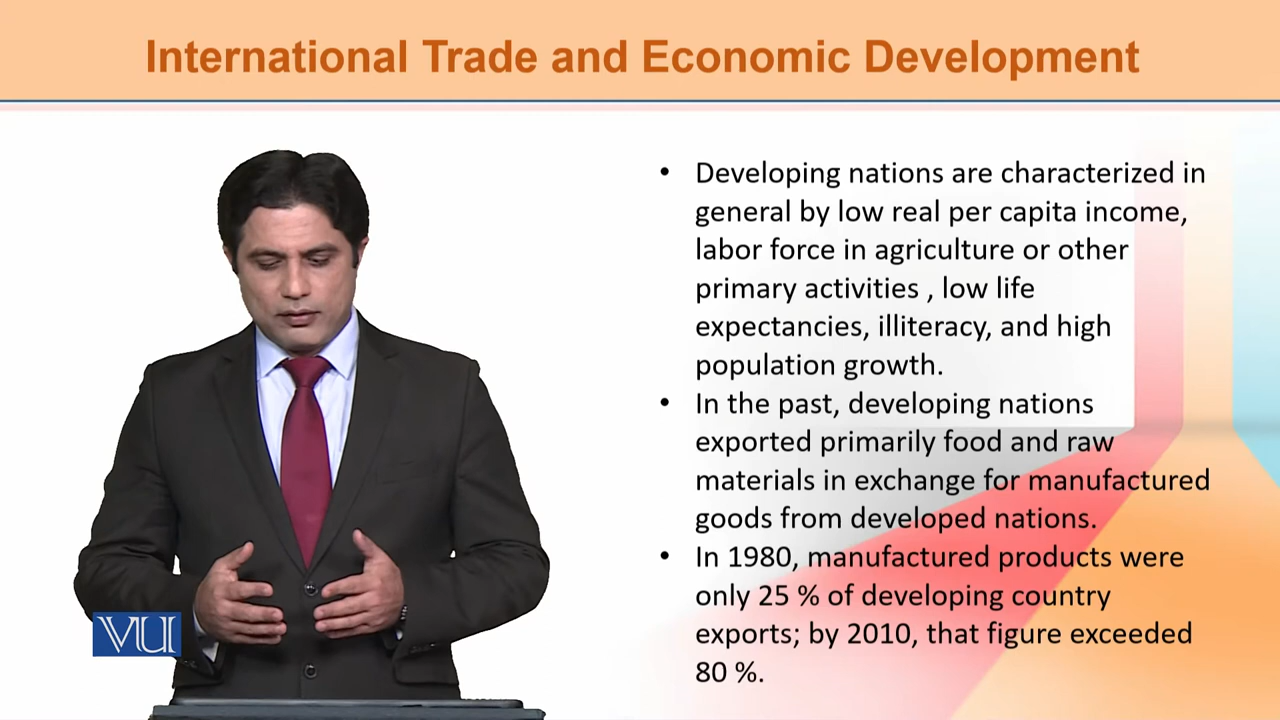 International Trade and Economic Development
• Developing nations are characterized in
general by low real per capita income,
labor force in agriculture or other
primary activities , low life
expectancies, illiteracy, and high
population growth.
• In the past, developing nations
exported primarily food and raw
materials in exchange for manufactured
goods from developed nations.
• In 1980, manufactured products were
only 25 % of developing country
exports; by 2010, that figure exceeded
80 %.
VU